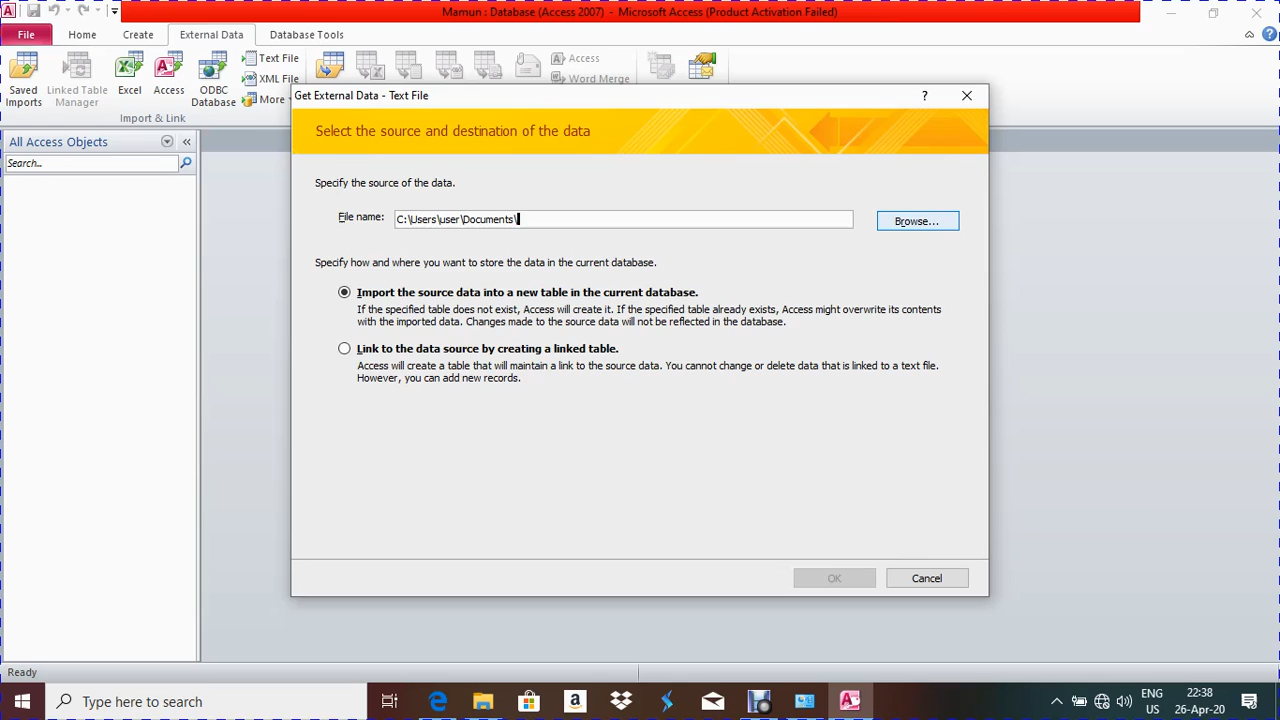 Mamun : Database (Access 2007) - Microsoft Access (Product Activation Failed)
File Home Create External Data Database Tools
Saved Imports
Linked Table Manager
Excel
Access
ODBC Database
Text File
XML File
More
Access
Word Merge
Import & Link
All Access Objects
Search..
Get External Data - Text File
Select the source and destination of the data
Specify the source of the data.
File name: C:\Users\user\Documents\
Browse...
Specify how and where you want to store the data in the current database.
Import the source data into a new table in the current database.
If the specified table does not exist, Access will create it. If the specified table already exists, Access might overwrite its contents
with the imported data. Changes made to the source data will not be reflected in the database.
Link to the data source by creating a linked table.
Access will create a table that will maintain a link to the source data. You cannot change or delete data that is linked to a text file.
However, you can add new records.
OK Cancel
Ready
Type here to search
ENG 22:38
US 26-Apr-20